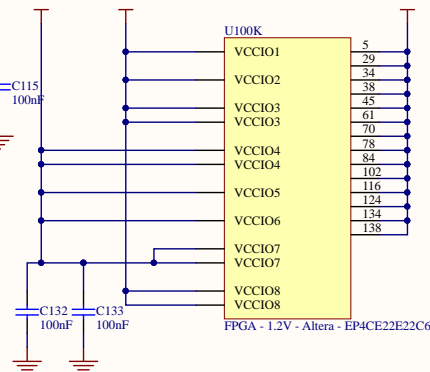 U100K
C115
100nF
VCCIO1
VCCIO2
VCCIO3
VCCIO3
VCCIO4
VCCIO4
VCCIO5
VCCIO6
VCCIO7
VCCIO7
VCCIO8
VCCIO8
5
29
34
38
45
61
70
78
84
102
116
124
134
138
C132
100nF
C133
100nF
FPGA - 1.2V - Altera - EP4CE22E22C6